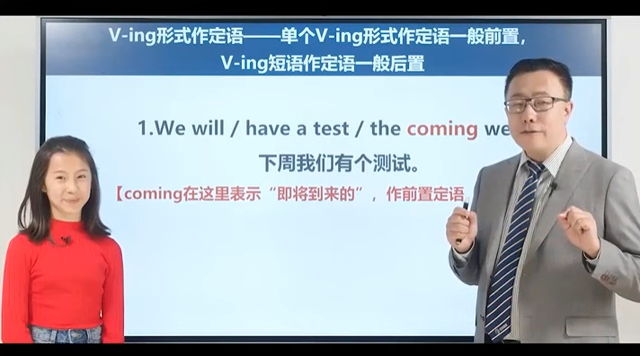 V-ing形式作定语——单个V-ing形式作定语一般前置，
V-ing短语作定语一般后置
1.We will / have a test / the coming we
下周我们有个测试。
【coming在这里表示“即将到来的”，作前置定语